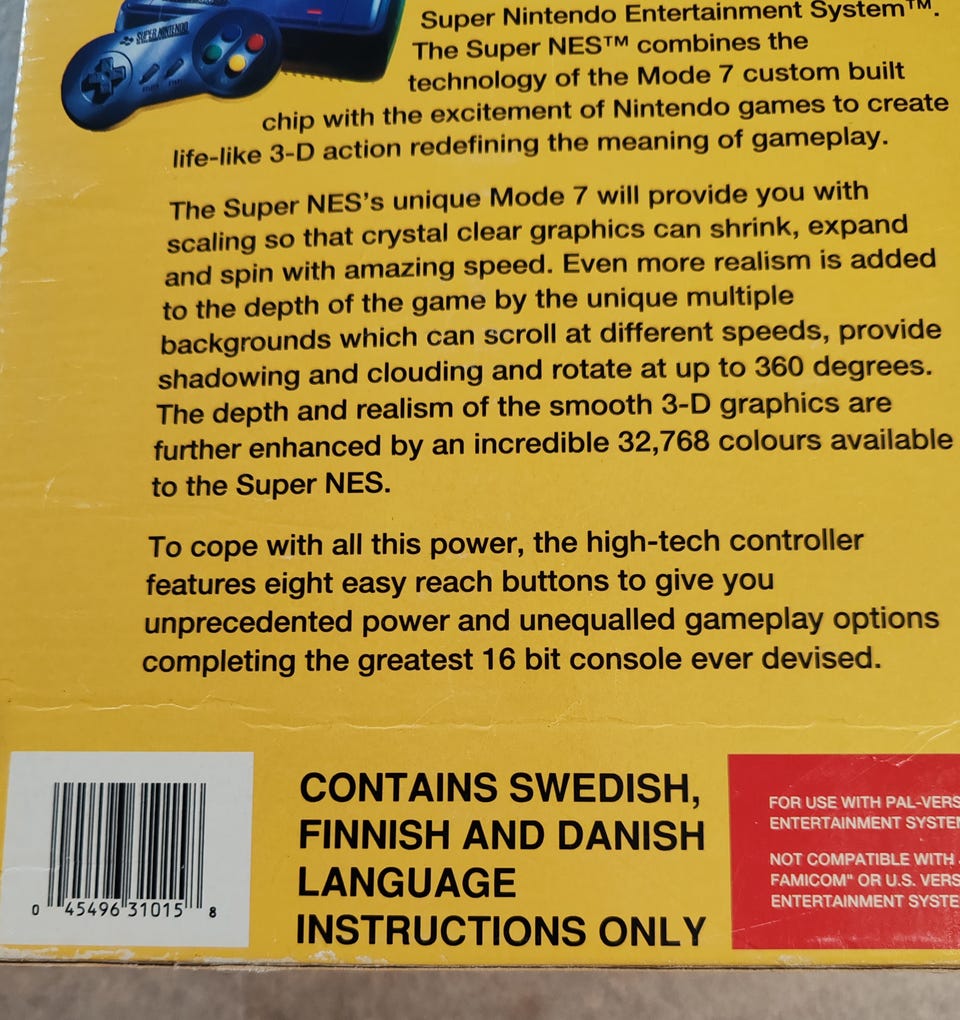 SUPER NINTENDO
Super Nintendo Entertainment System™.
The Super NES™ combines the
technology of the Mode 7 custom built
chip with the excitement of Nintendo games to create
life-like 3-D action redefining the meaning of gameplay.
The Super NES's unique Mode 7 will provide you with
scaling so that crystal clear graphics can shrink, expand
and spin with amazing speed. Even more realism is added
to the depth of the game by the unique multiple
backgrounds which can scroll at different speeds, provide
shadowing and clouding and rotate at up to 360 degrees.
The depth and realism of the smooth 3-D graphics are
further enhanced by an incredible 32,768 colours available
to the Super NES.
To cope with all this power, the high-tech controller
features eight easy reach buttons to give you
unprecedented power and unequalled gameplay options
completing the greatest 16 bit console ever devised.
0 45496 31015 8
CONTAINS SWEDISH,
FINNISH AND DANISH
LANGUAGE
INSTRUCTIONS ONLY
FOR USE WITH PAL-VERS
ENTERTAINMENT SYSTEM
NOT COMPATIBLE WITH
FAMICOM" OR U.S. VERS
ENTERTAINMENT SYSTE